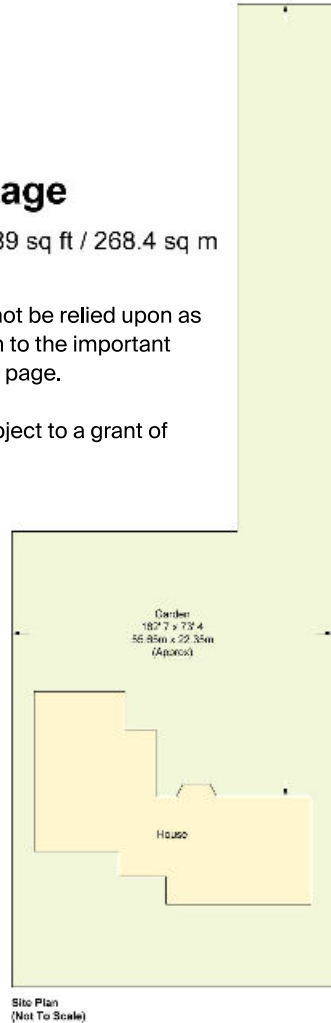 age
39 sq ft / 268.4 sq m
not be relied upon as
n to the important
page.
oject to a grant of
Garden
182'7 x 73'4
55.65m x 22.35m
(Approx)
House
Site Plan
(Not To Scale)